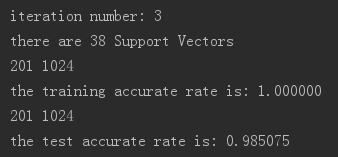 iteration number: 3
there are 38 Support Vectors
201 1024
the training accurate rate is: 1.000000
201 1024
the test accurate rate is: 0.985075